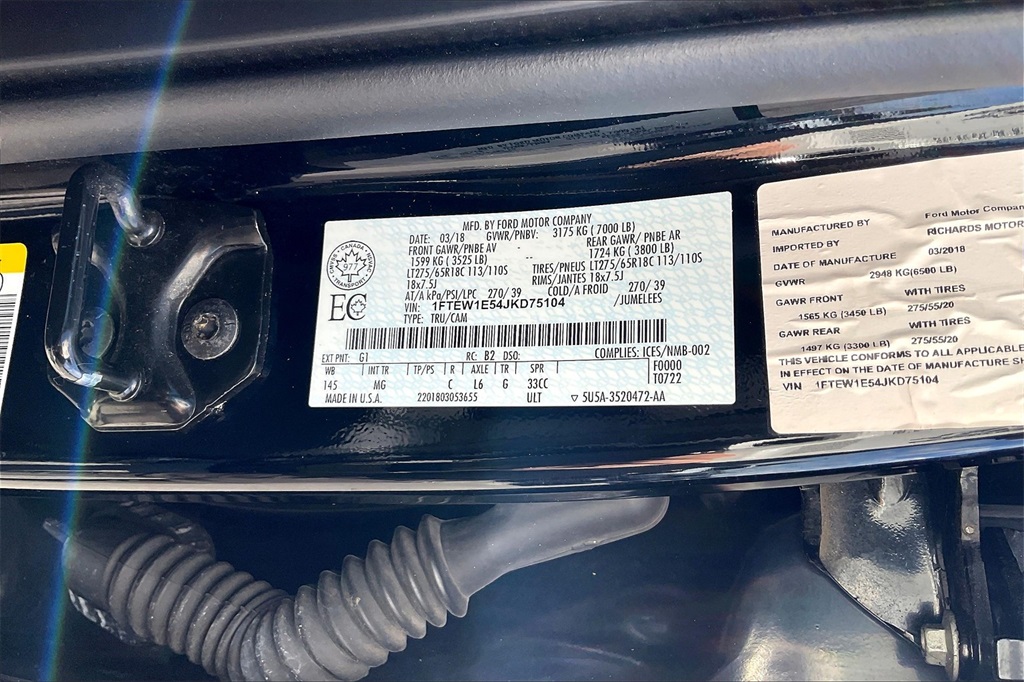 MFD. BY FORD MOTOR COMPANY
DATE: 03/18 GVWR/PNBV: 3175 KG ( 7000 LB)
FRONT GAWR/PNBE AV - REAR GAWR/ PNBE AR
1599 KG ( 3525 LB) - 1724 KG ( 3800 LB)
LT275/65R18C 113/110S TIRES/PNEUS LT275/65R18C 113/110S
18x7.5J RIMS/JANTES 18x7.5J
AT/A kPa/PSI/LPC 270/ 39 COLD/A FROID 270/ 39
VIN: 1FTEW1E54JKD75104 /JUMELEES
TYPE: TRU/CAM
CANADA
TRANSPORT
977
EC
EXT PNT: G1 RC: B2 DSO: COMPLIES: ICES/NMB-002
WB INT TR TP/PS R AXLE TR SPR F0000
145 MG C L6 G 33CC T0722
MADE IN U.S.A. 2201803053655 ULT 5U5A-3520472-AA
MANUFACTURED BY Ford Motor Company
IMPORTED BY RICHARDS MOTOR
DATE OF MANUFACTURE 03/2018
GVWR 2948 KG(6500 LB)
GAWR FRONT WITH TIRES
1565 KG (3450 LB) 275/55/20
GAWR REAR WITH TIRES
1497 KG (3300 LB) 275/55/20
THIS VEHICLE CONFORMS TO ALL APPLICABLE
IN EFFECT ON THE DATE OF MANUFACTURE
VIN 1FTEW1E54JKD75104